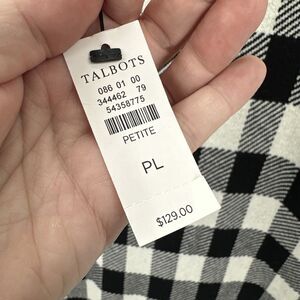 TALBOTS
086 01 00
344462 79
54358775
PETITE
PL
$129.00